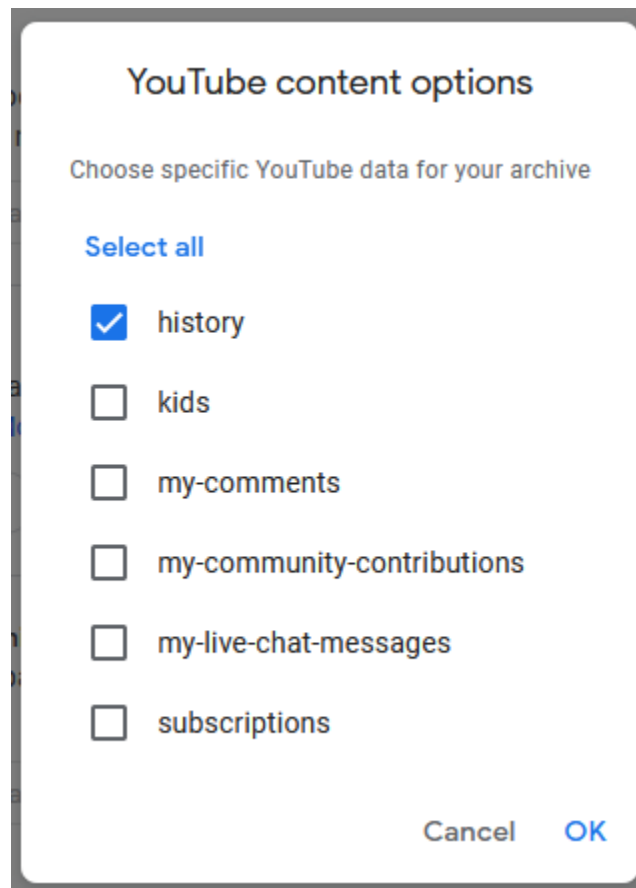 YouTube content options
Choose specific YouTube data for your archive
Select all
history
kids
my-comments
my-community-contributions
my-live-chat-messages
subscriptions
Cancel OK